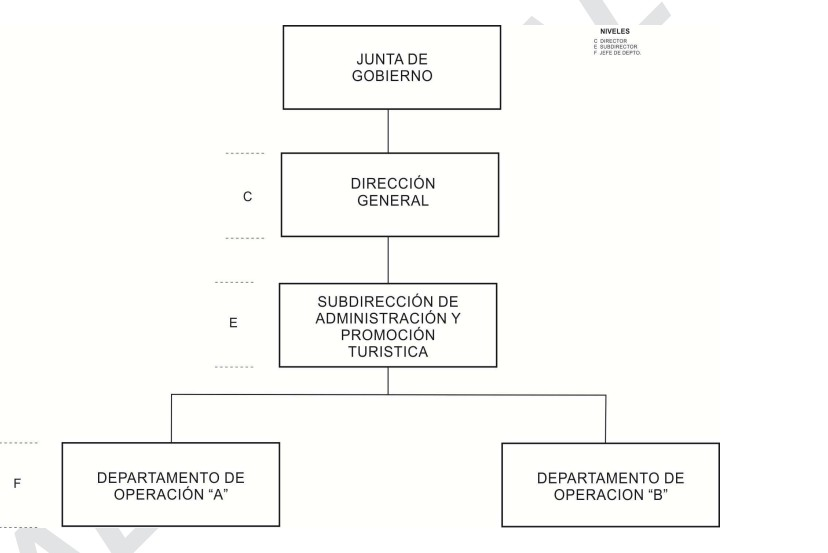 NIVELES
C DIRECTOR
E SUBDIRECTOR
F JEFE DE DEPTO.
JUNTA DE
GOBIERNO
C
DIRECCIÓN
GENERAL
E
SUBDIRECCIÓN DE
ADMINISTRACIÓN Y
PROMOCIÓN
TURISTICA
F
DEPARTAMENTO DE
OPERACIÓN “A”
DEPARTAMENTO DE
OPERACION “B”